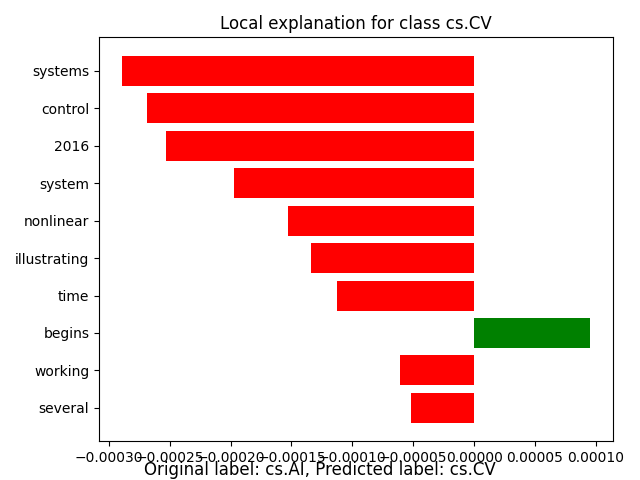 Local explanation for class cs.CV
systems
control
2016
system
nonlinear
illustrating
time
begins
working
several
−0.00030 −0.00025 −0.00020 −0.00015 −0.00010 −0.00005 0.00000 0.00005 0.00010
Original label: cs.AI, Predicted label: cs.CV